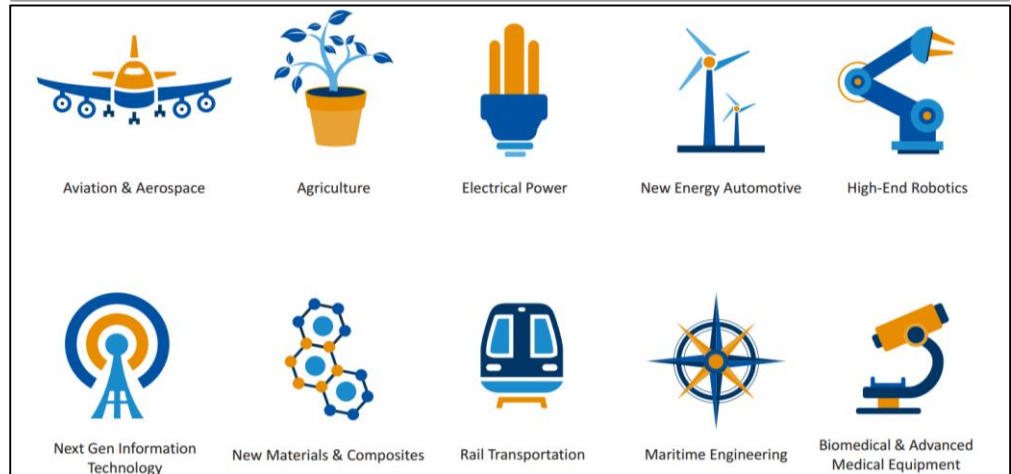 Aviation & Aerospace
Agriculture
Electrical Power
New Energy Automotive
High-End Robotics
Next Gen Information
Technology
New Materials & Composites
Rail Transportation
Maritime Engineering
Biomedical & Advanced
Medical Equipment